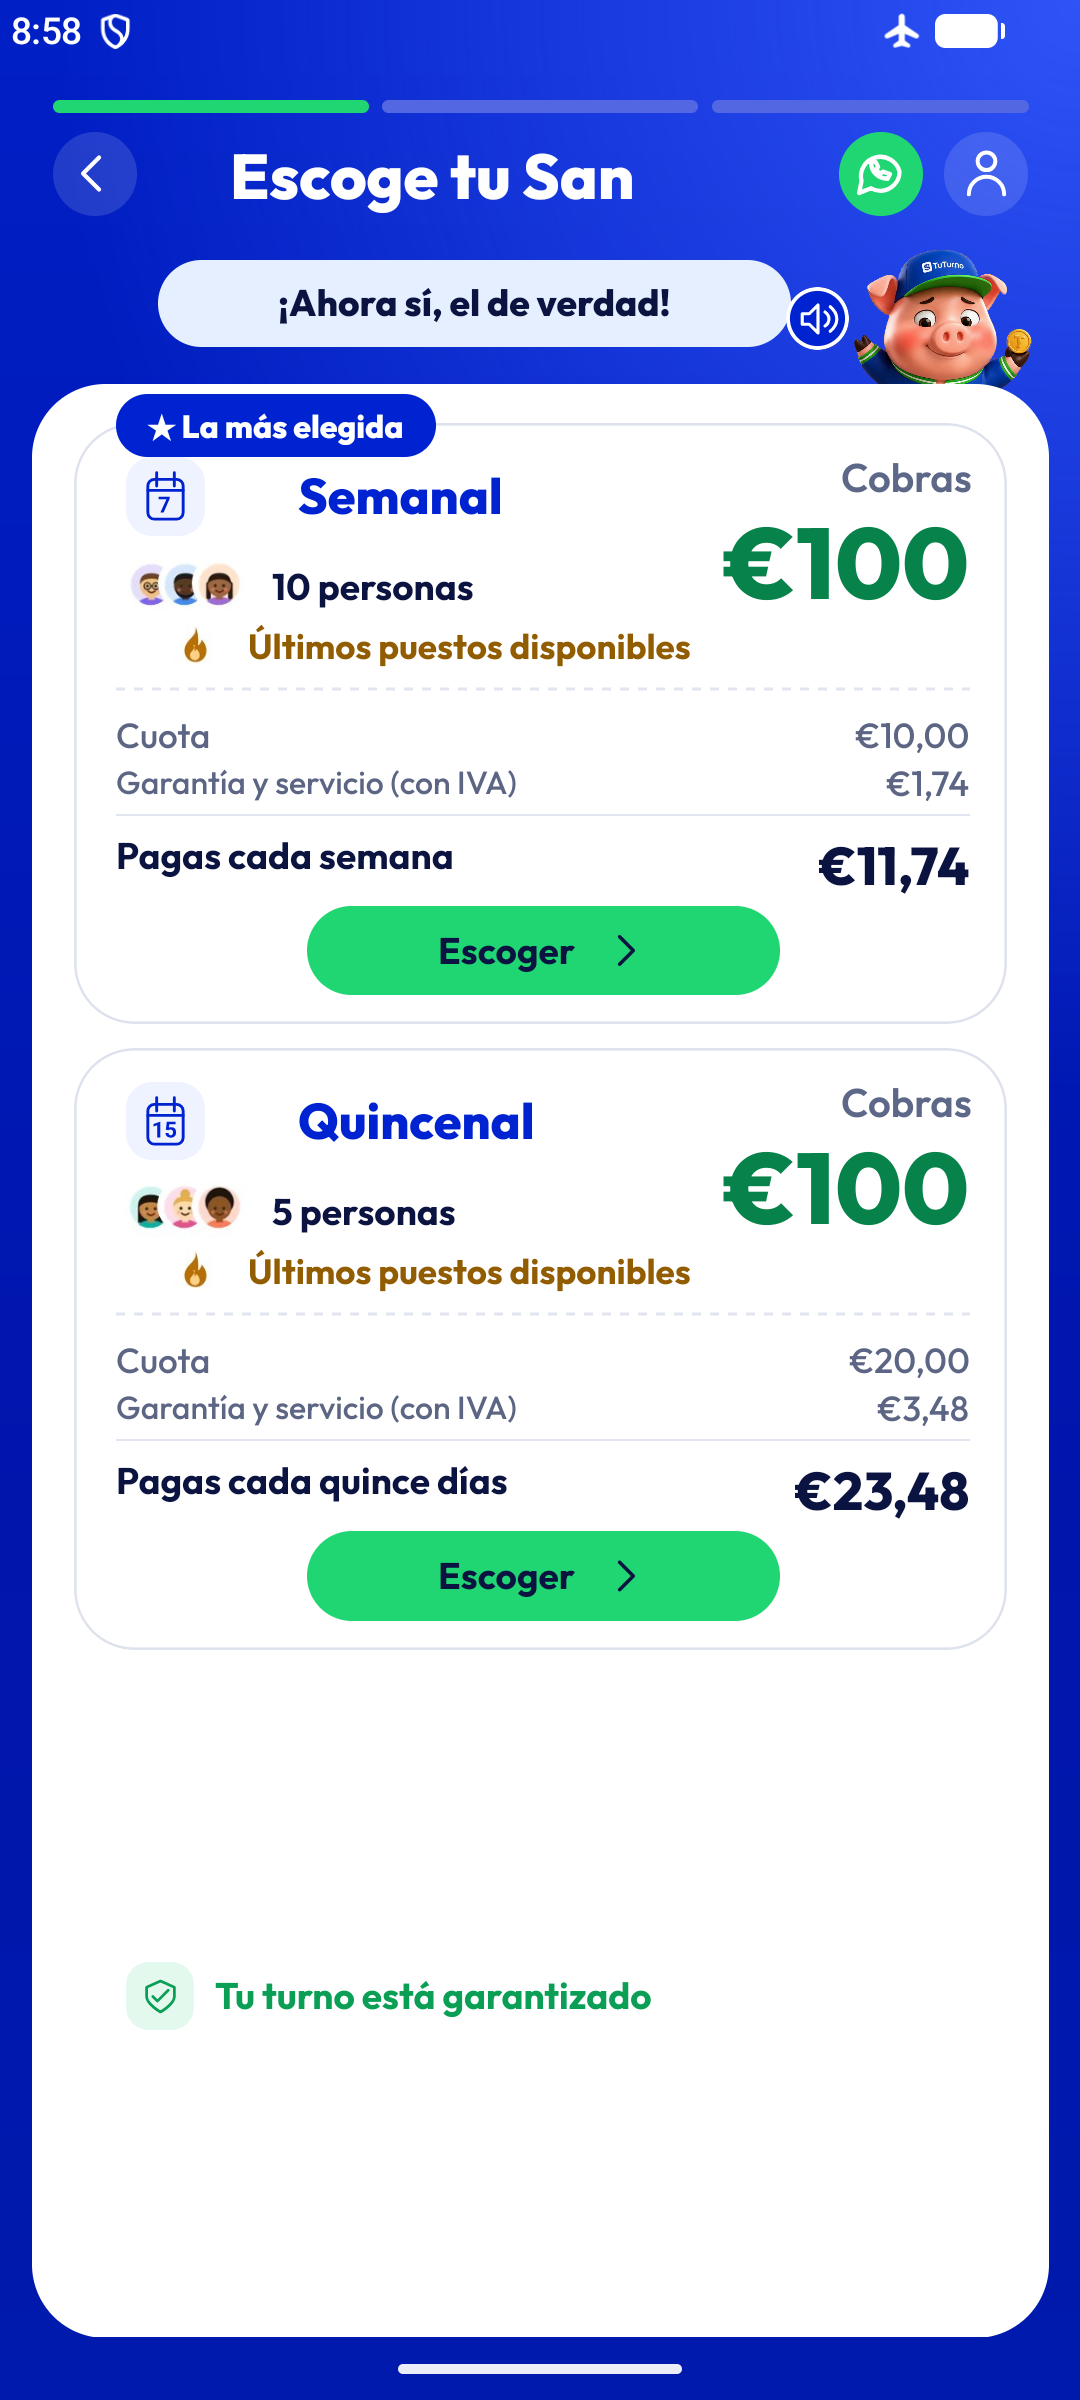 8:58
Escoge tu San
¡Ahora sí, el de verdad!
TuTurno
★ La más elegida
7
Semanal
Cobras
€100
10 personas
Últimos puestos disponibles
Cuota
€10,00
Garantía y servicio (con IVA)
€1,74
Pagas cada semana
€11,74
Escoger
15
Quincenal
Cobras
€100
5 personas
Últimos puestos disponibles
Cuota
€20,00
Garantía y servicio (con IVA)
€3,48
Pagas cada quince días
€23,48
Escoger
Tu turno está garantizado